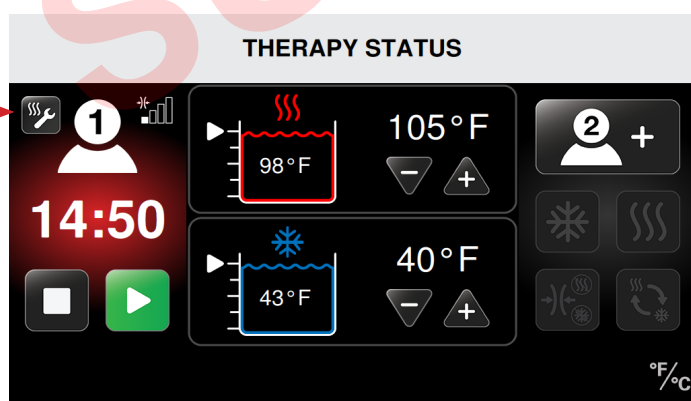 THERAPY STATUS
1
14:50
98°F
105°F
− +
43°F
40°F
− +
2 +
°F/°C